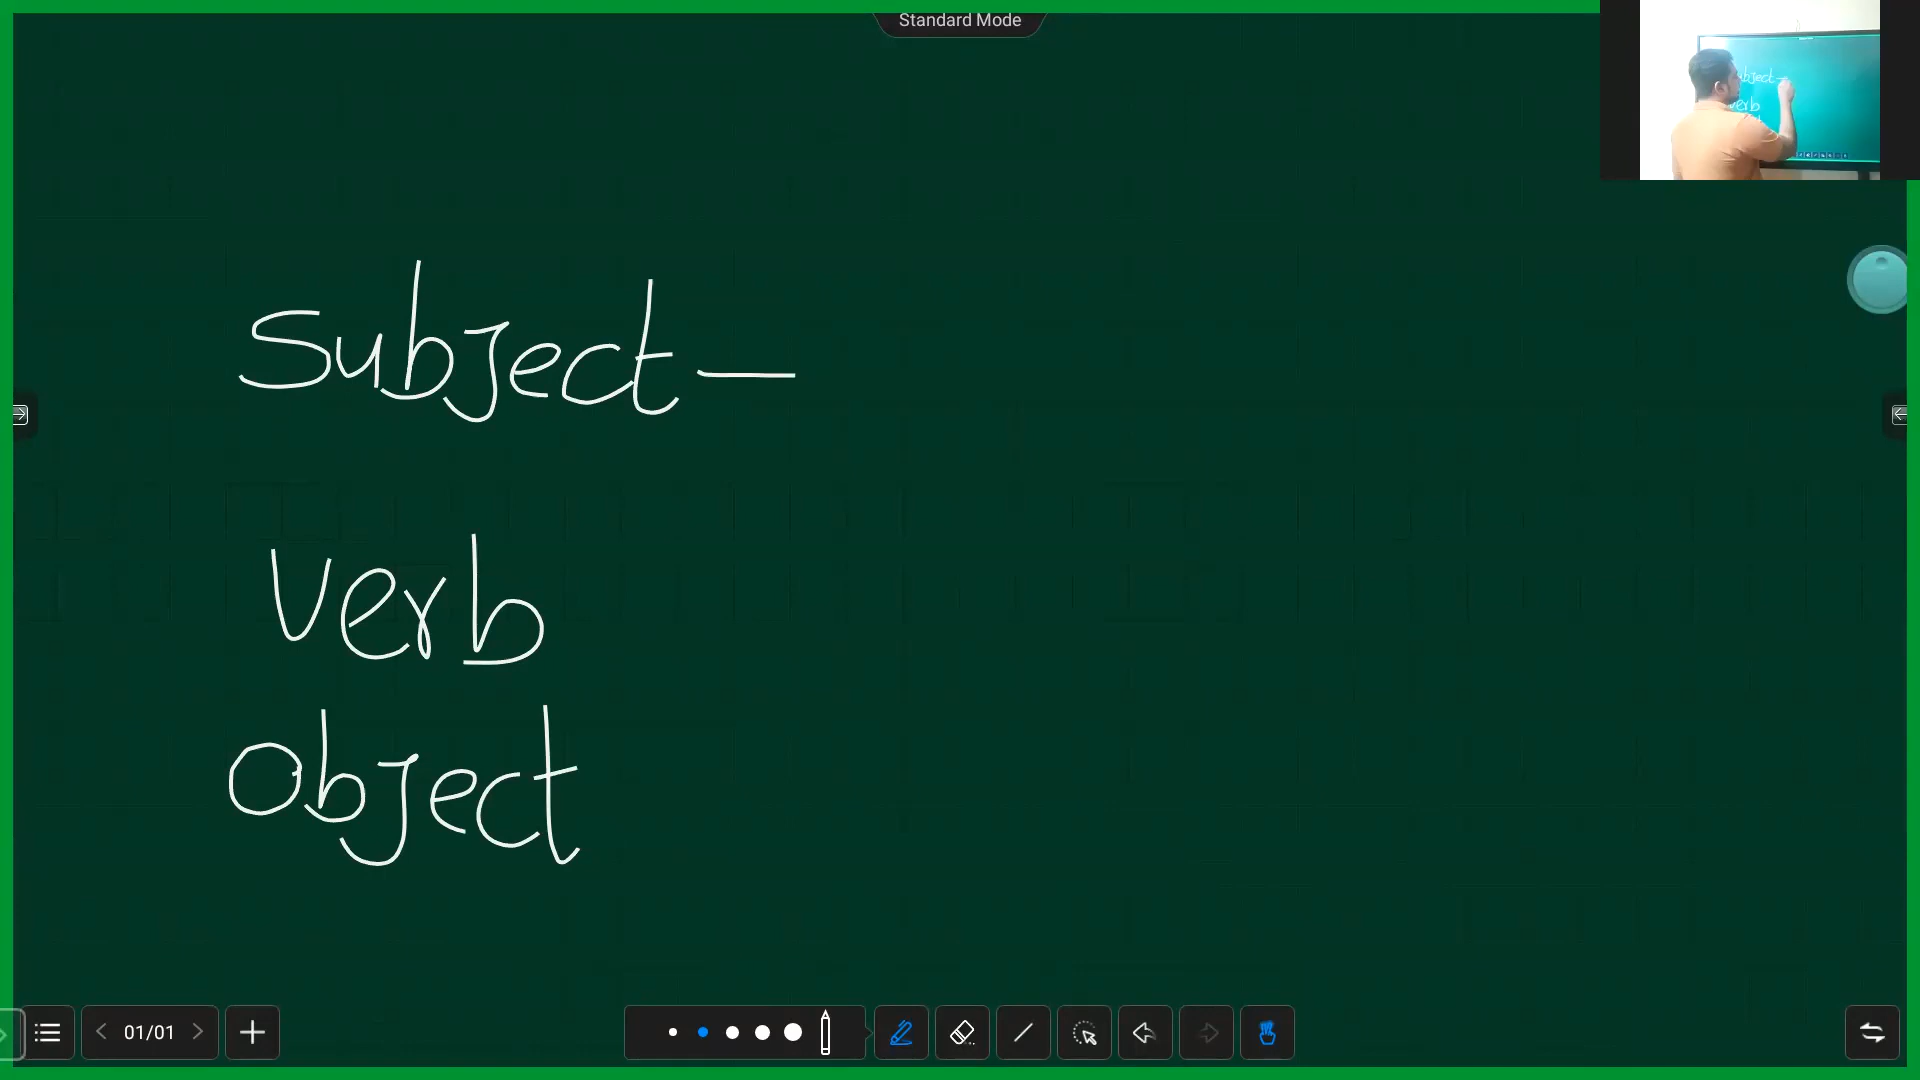 Standard Mode
Subject —
verb
Object
01/01